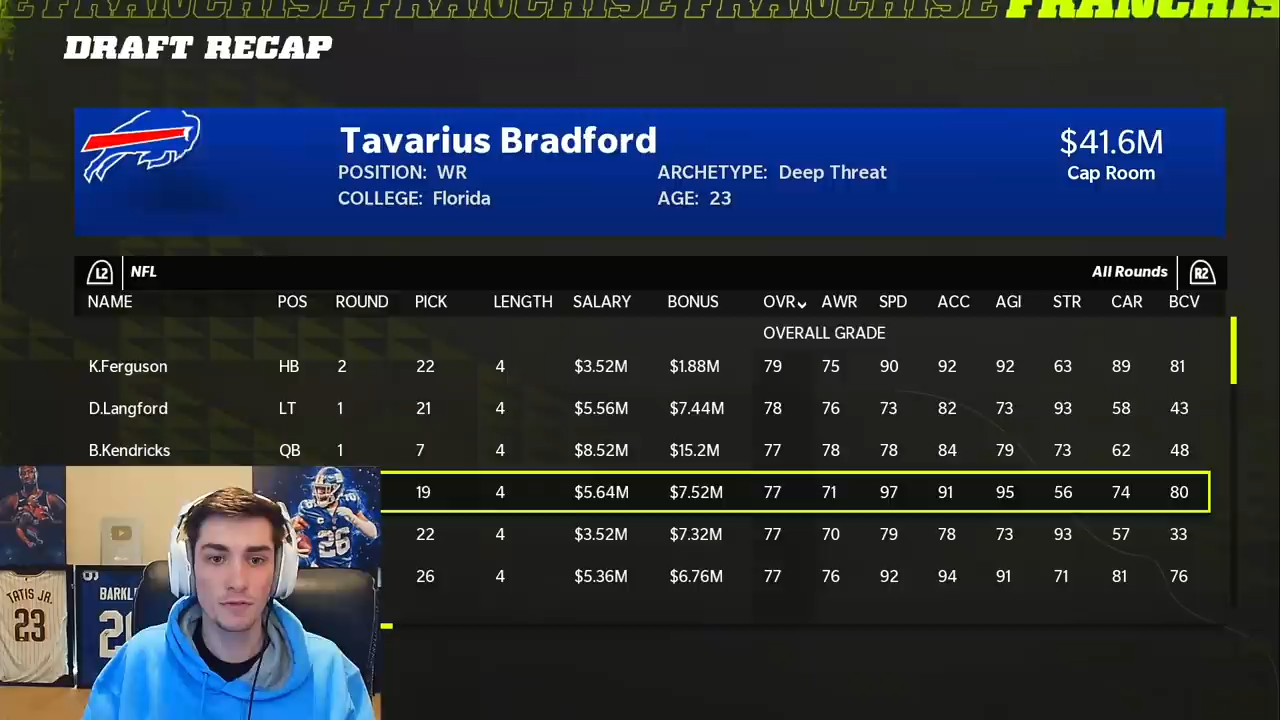 FRANCHISE FRANCHISE FRANCHISE FRANCHIS
DRAFT RECAP
Tavarius Bradford
POSITION: WR
COLLEGE: Florida
ARCHETYPE: Deep Threat
AGE: 23
$41.6M
Cap Room
L2 NFL All Rounds R2
NAME POS ROUND PICK LENGTH SALARY BONUS OVR AWR SPD ACC AGI STR CAR BCV
OVERALL GRADE
K.Ferguson HB 2 22 4 $3.52M $1.88M 79 75 90 92 92 63 89 81
D.Langford LT 1 21 4 $5.56M $7.44M 78 76 73 82 73 93 58 43
B.Kendricks QB 1 7 4 $8.52M $15.2M 77 78 78 84 79 73 62 48
19 4 $5.64M $7.52M 77 71 97 91 95 56 74 80
22 4 $3.52M $7.32M 77 70 79 78 73 93 57 33
26 4 $5.36M $6.76M 77 76 92 94 91 71 81 76
26
TATIS JR.
23
BARKL
2